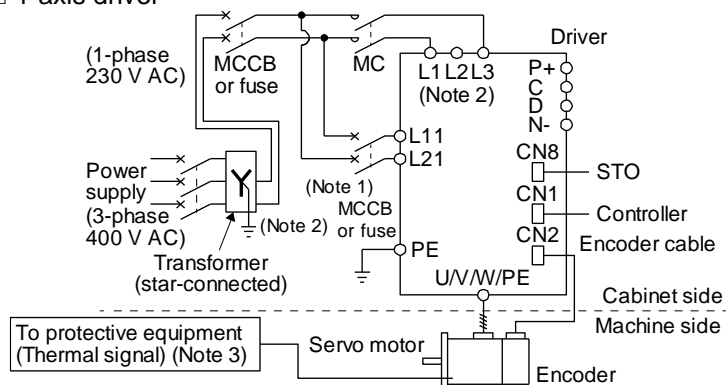 1-axis driver
(1-phase
230 V AC)
MCCB
or fuse
MC
L1 L2 L3
(Note 2)
Driver
P+
C
D
N-
L11
L21
CN8
STO
CN1
Controller
CN2
Encoder cable
Power
supply
(3-phase
400 V AC)
(Note 2)
(Note 1)
MCCB
or fuse
Transformer
(star-connected)
PE
U/V/W/PE
Cabinet side
Machine side
To protective equipment
(Thermal signal) (Note 3)
Servo motor
Encoder